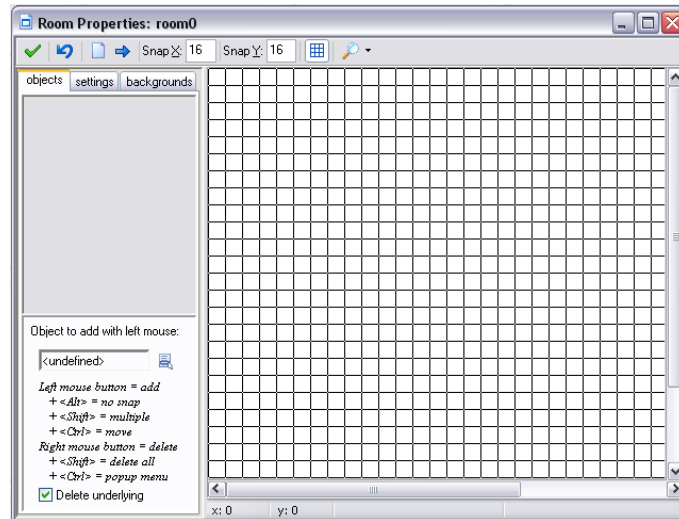 Room Properties: room0
Snap X: 16 Snap Y: 16
objects settings backgrounds
Object to add with left mouse:
<undefined>
Left mouse button = add
+ <Alt> = no snap
+ <Shift> = multiple
+ <Ctrl> = move
Right mouse button = delete
+ <Shift> = delete all
+ <Ctrl> = popup menu
Delete underlying
x: 0 y: 0